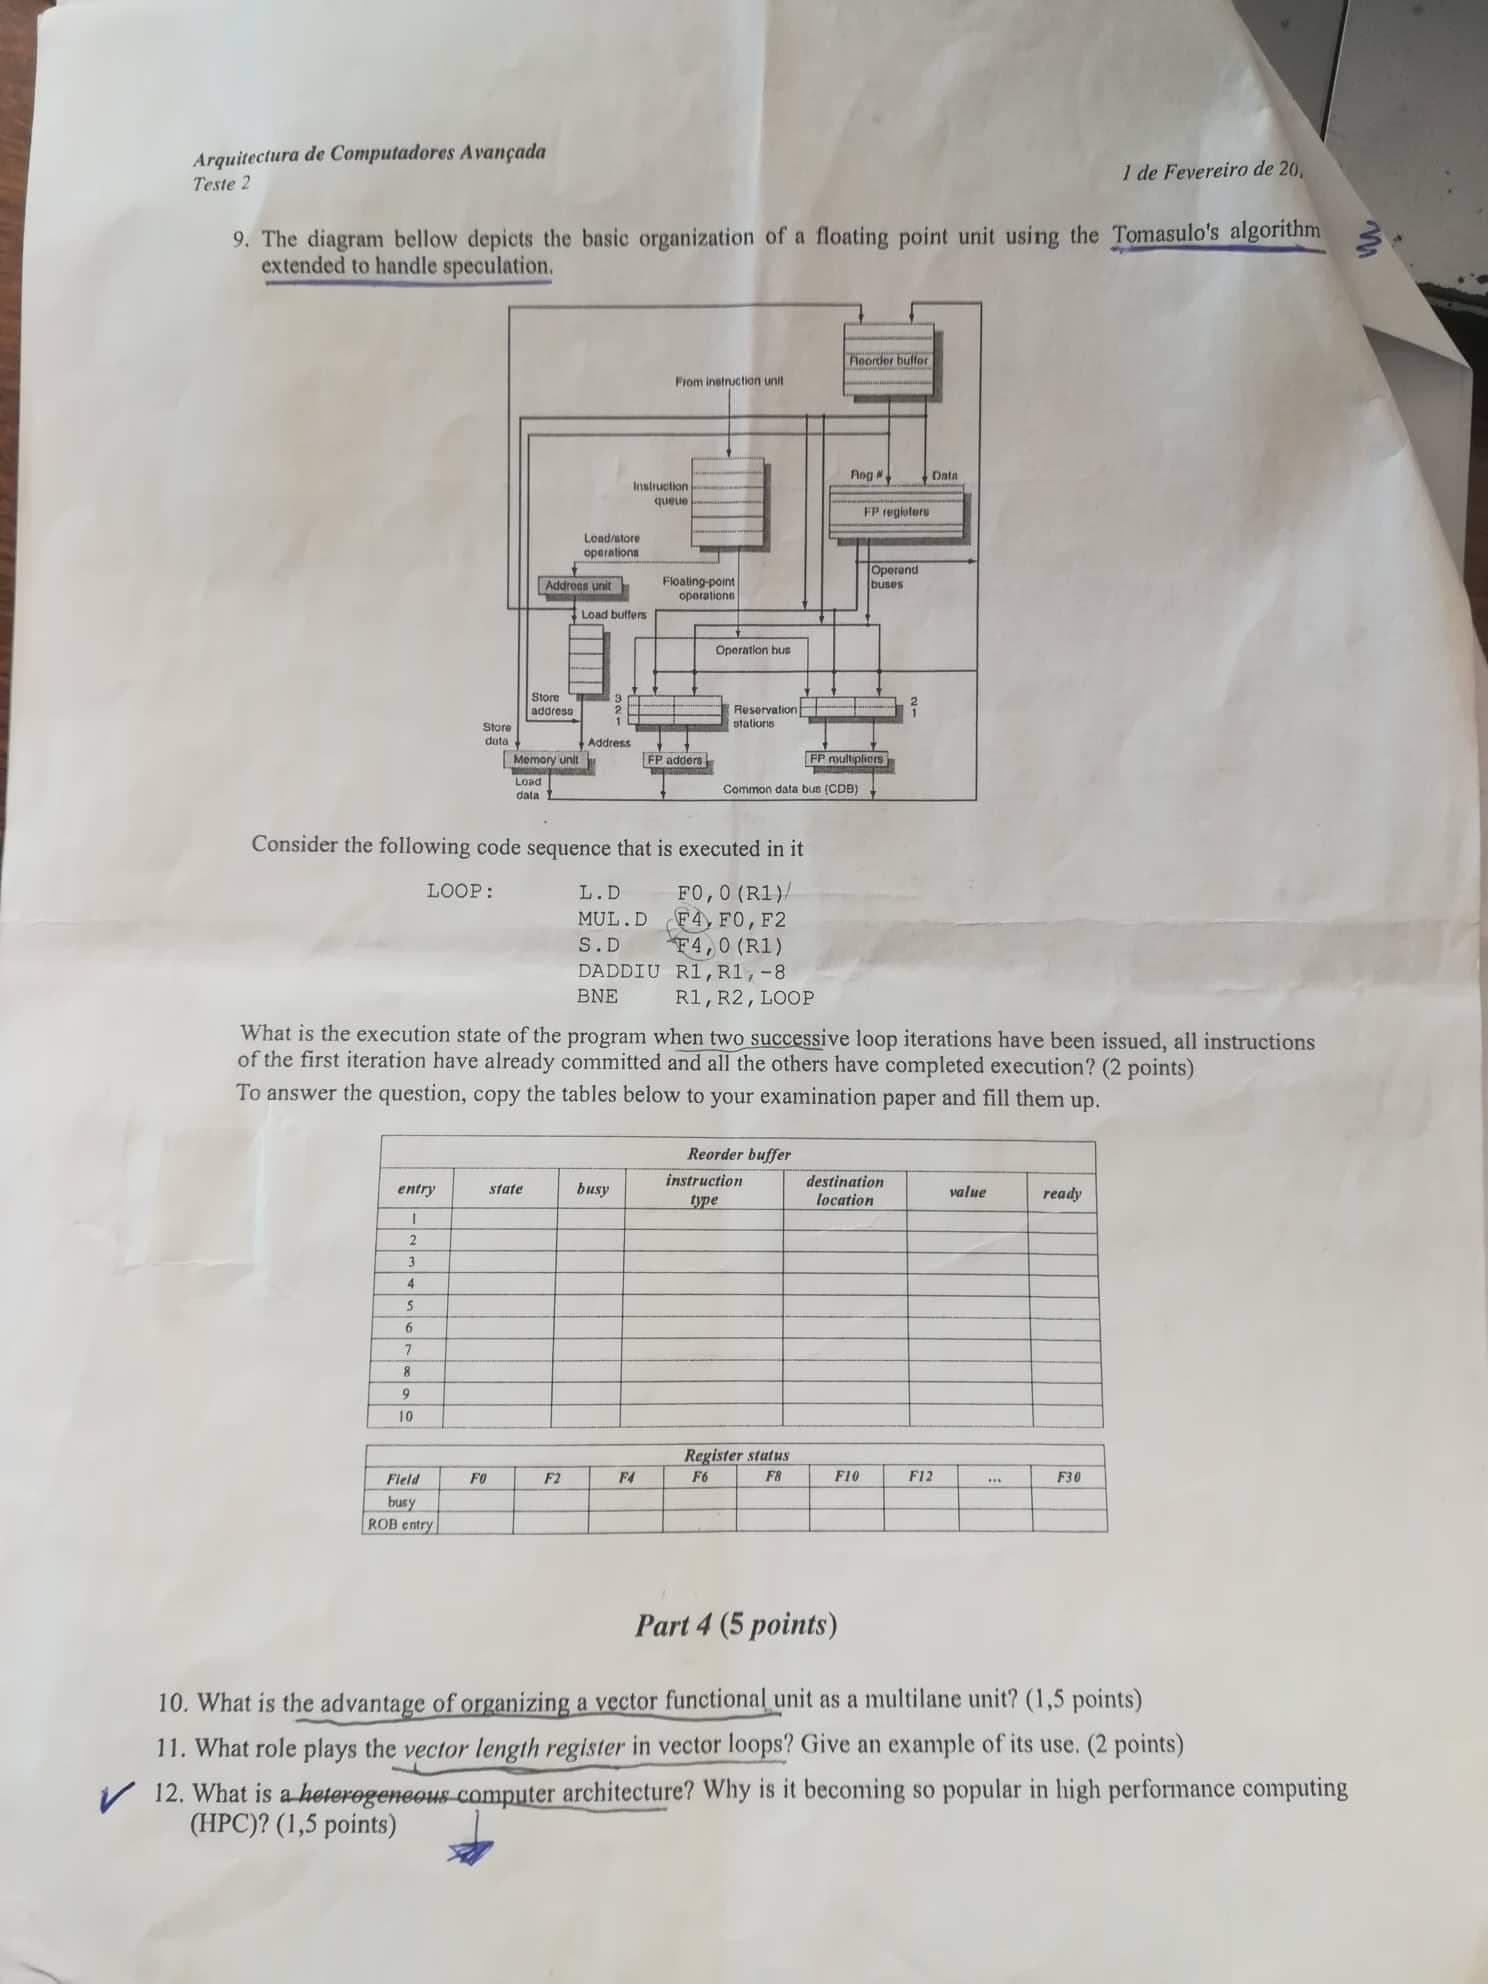 Arquitectura de Computadores Avançada
Teste 2
1 de Fevereiro de 20
9. The diagram bellow depicts the basic organization of a floating point unit using the Tomasulo's algorithm
extended to handle speculation.
Reorder buffer
From instruction unit
Reg # Data
Instruction
queue
FP registers
Load/store
operations
Operand
buses
Address unit
Floating-point
operations
Load buffers
Operation bus
Store
address
3
2
1
Reservation
stations
2
1
Store
data
Address
Memory unit
FP adders
FP multipliers
Load
data
Common data bus (CDB)
Consider the following code sequence that is executed in it
LOOP: L.D F0,0(R1)
MUL.D F4,F0,F2
S.D F4,0(R1)
DADDIU R1,R1,-8
BNE R1,R2,LOOP
What is the execution state of the program when two successive loop iterations have been issued, all instructions
of the first iteration have already committed and all the others have completed execution? (2 points)
To answer the question, copy the tables below to your examination paper and fill them up.
Reorder buffer
entry state busy instruction type destination location value ready
1
2
3
4
5
6
7
8
9
10
Register status
Field F0 F2 F4 F6 F8 F10 F12 ... F30
busy
ROB entry
Part 4 (5 points)
10. What is the advantage of organizing a vector functional unit as a multilane unit? (1,5 points)
11. What role plays the vector length register in vector loops? Give an example of its use. (2 points)
12. What is a heterogeneous computer architecture? Why is it becoming so popular in high performance computing
(HPC)? (1,5 points)